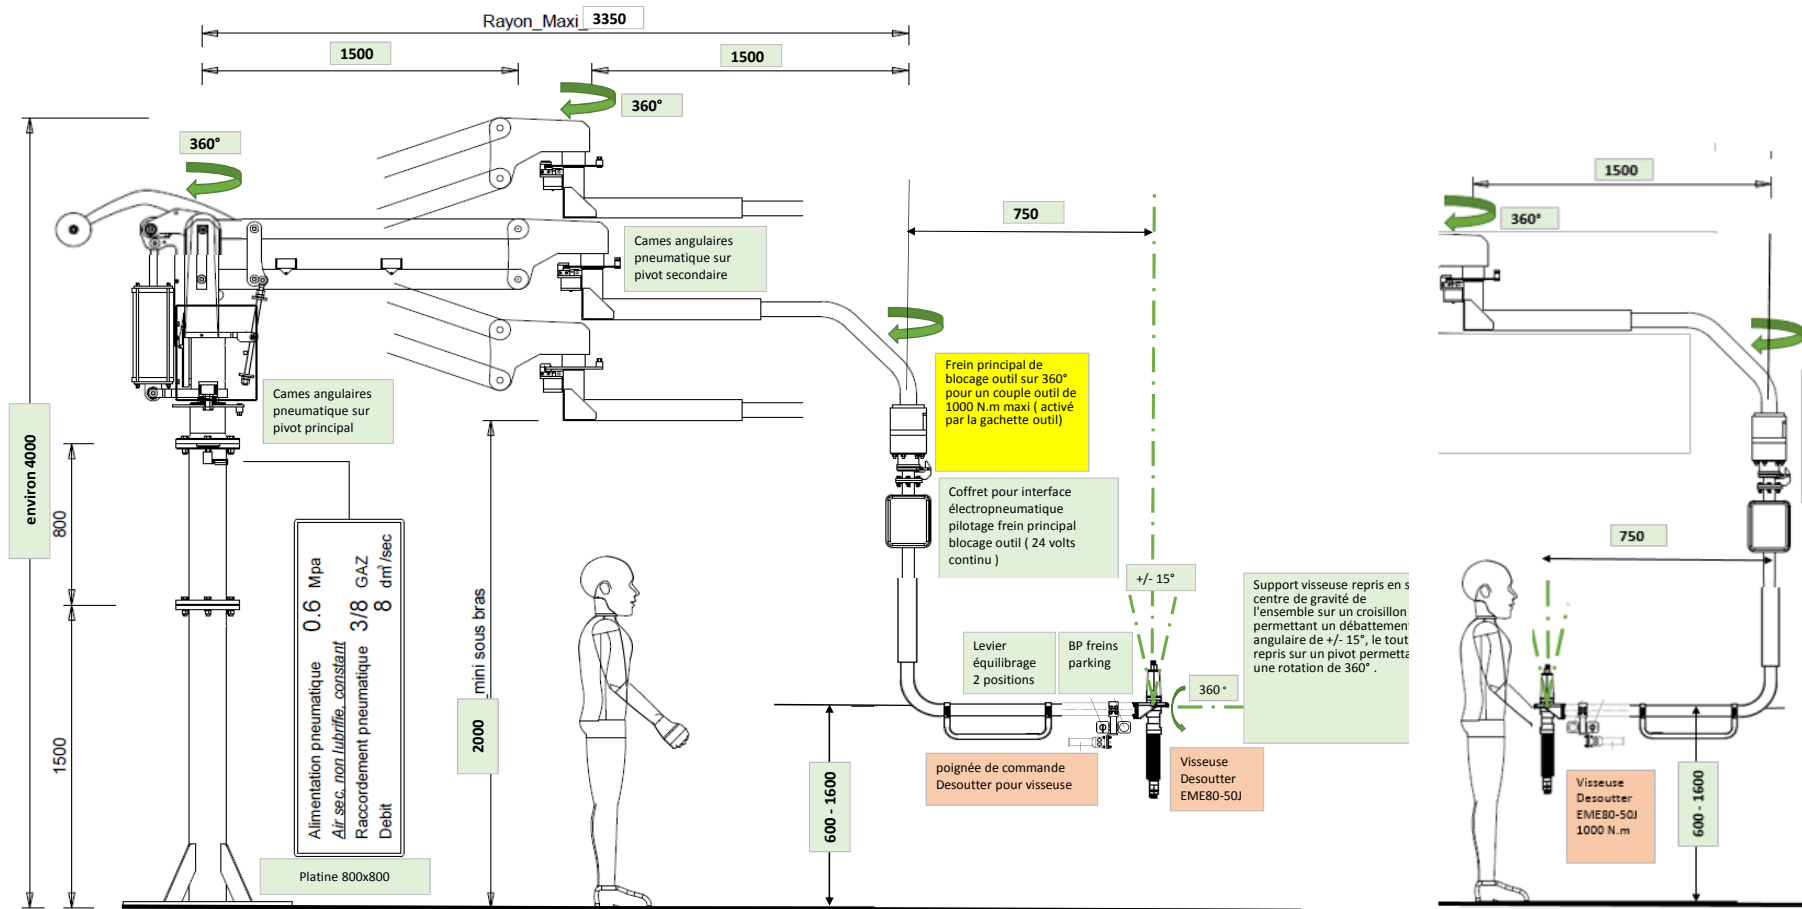 Rayon_Maxi_ 3350
1500
1500
360°
360°
Cames angulaires
pneumatique sur
pivot secondaire
750
Frein principal de
blocage outil sur 360°
pour un couple outil de
1000 N.m maxi ( activé
par la gachette outil)
Cames angulaires
pneumatique sur
pivot principal
environ 4000
800
1500
Alimentation pneumatique 0.6 Mpa
Air sec, non lubrifie, constant
Raccordement pneumatique 3/8 GAZ
Debit 8 dm³/sec
Platine 800x800
2000 mini sous bras
Coffret pour interface
électropneumatique
pilotage frein principal
blocage outil ( 24 volts
continu )
+/- 15°
Levier
équilibrage
2 positions
BP freins
parking
360 °
Support visseuse repris en s
centre de gravité de
l'ensemble sur un croisillon
permettant un débattemen
angulaire de +/- 15°, le tout
repris sur un pivot permetta
une rotation de 360° .
poignée de commande
Desoutter pour visseuse
Visseuse
Desoutter
EME80-50J
600 - 1600
1500
360°
750
Visseuse
Desoutter
EME80-50J
1000 N.m
600 - 1600